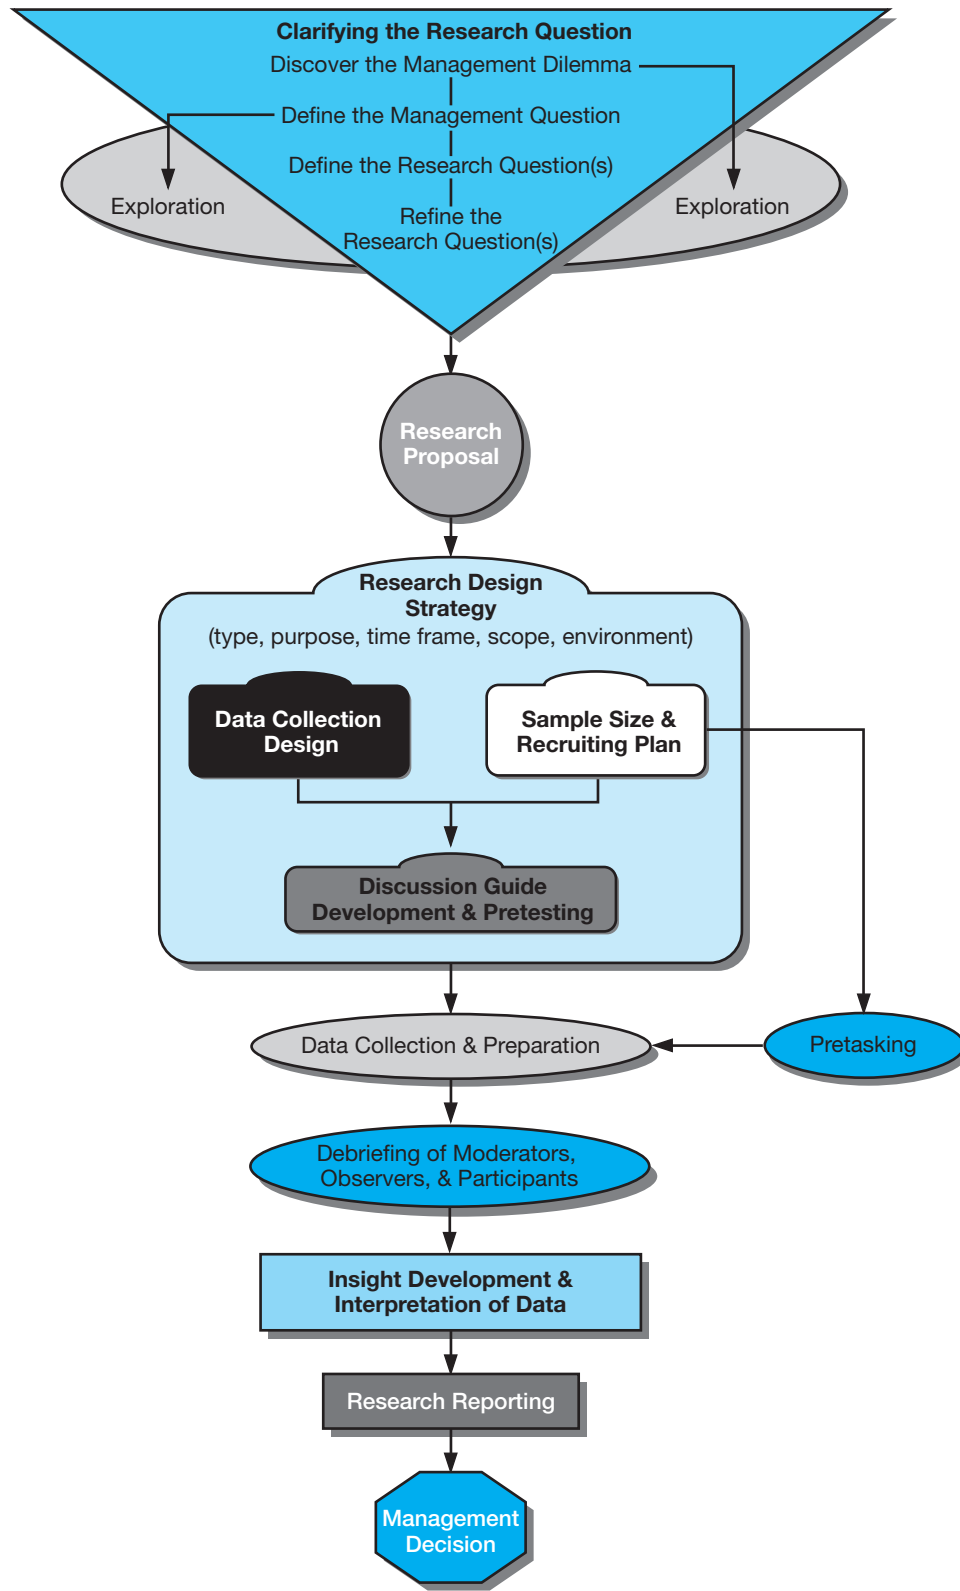 Clarifying the Research Question
Discover the Management Dilemma
Define the Management Question
Define the Research Question(s)
Exploration
Refine the
Research Question(s)
Exploration
Research
Proposal
Research Design
Strategy
(type, purpose, time frame, scope, environment)
Data Collection
Design
Sample Size &
Recruiting Plan
Discussion Guide
Development & Pretesting
Data Collection & Preparation
Pretasking
Debriefing of Moderators,
Observers, & Participants
Insight Development &
Interpretation of Data
Research Reporting
Management
Decision